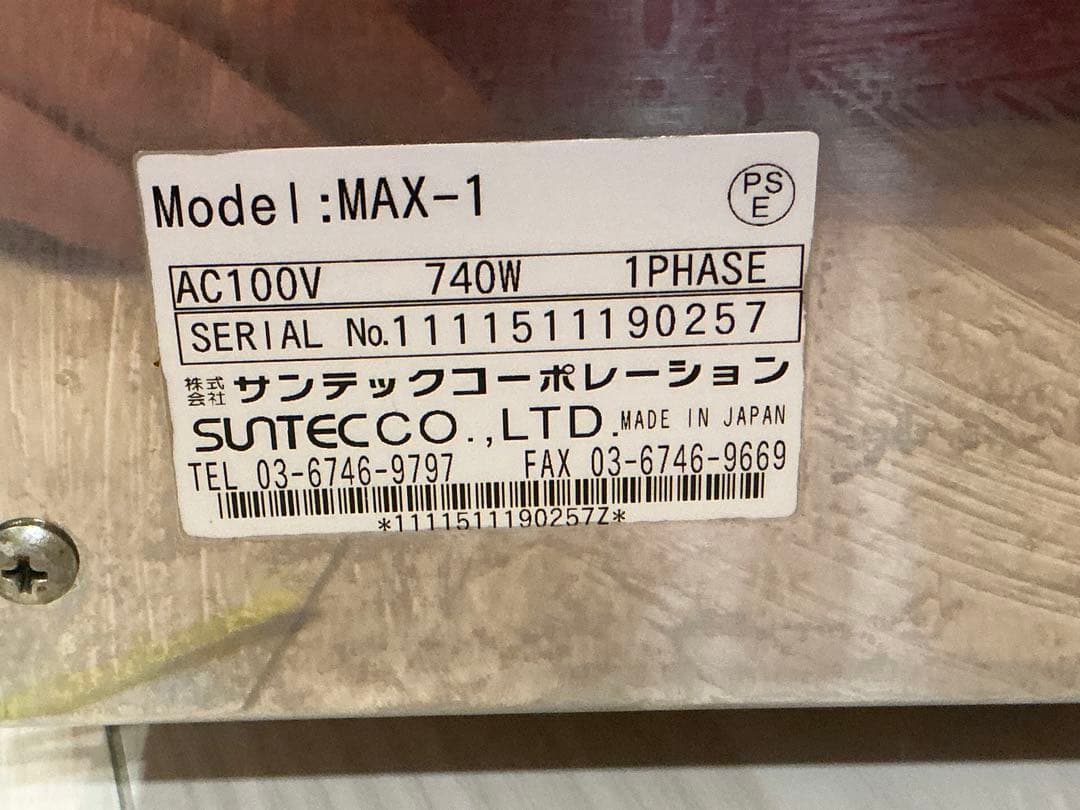 Model:MAX-1
PS
E
AC100V 740W 1PHASE
SERIAL No.1111511190257
株式会社 サンテックコーポレーション
SUNTEC CO.,LTD. MADE IN JAPAN
TEL 03-6746-9797 FAX 03-6746-9669
*1111511190257Z*